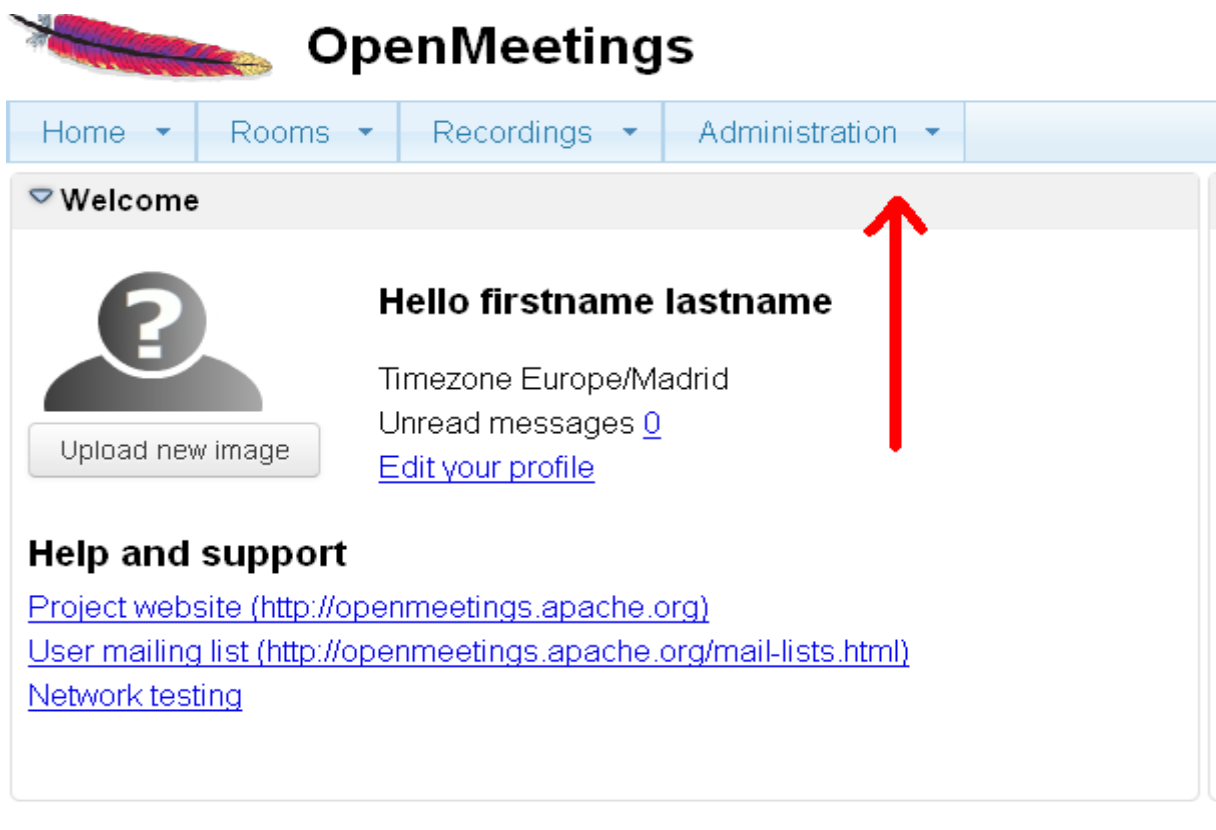 OpenMeetings
Home Rooms Recordings Administration
Welcome
Hello firstname lastname
Timezone Europe/Madrid
Unread messages 0
Edit your profile
Upload new image
Help and support
Project website (http://openmeetings.apache.org)
User mailing list (http://openmeetings.apache.org/mail-lists.html)
Network testing